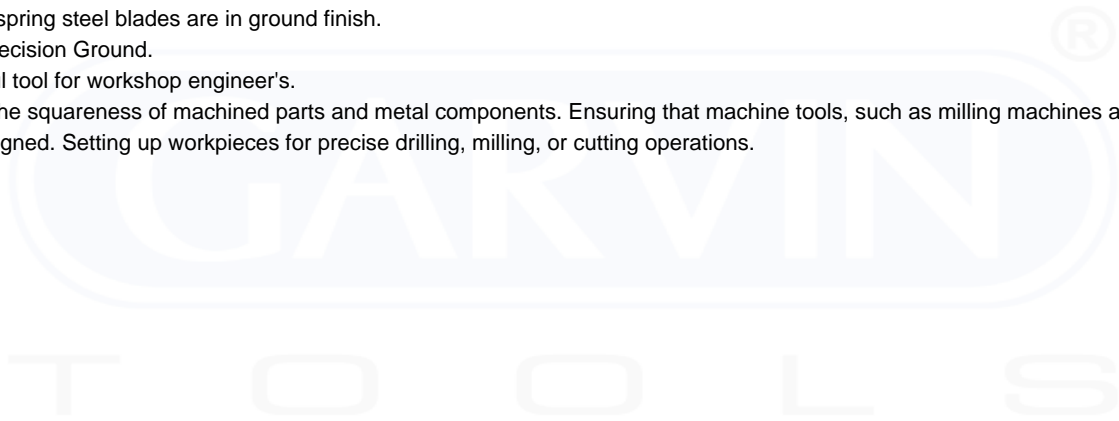 spring steel blades are in ground finish.
ecision Ground.
l tool for workshop engineer's.
he squareness of machined parts and metal components. Ensuring that machine tools, such as milling machines a
gned. Setting up workpieces for precise drilling, milling, or cutting operations.
GARVIN ®
TOOLS